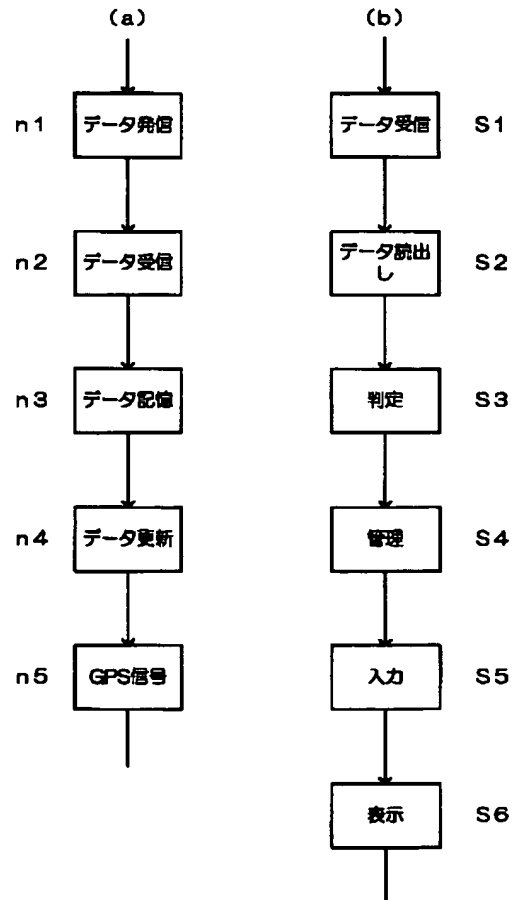 (a)
n1 データ発信
n2 データ受信
n3 データ記憶
n4 データ更新
n5 GPS信号
(b)
データ受信 S1
データ読出
し S2
判定 S3
管理 S4
入力 S5
表示 S6